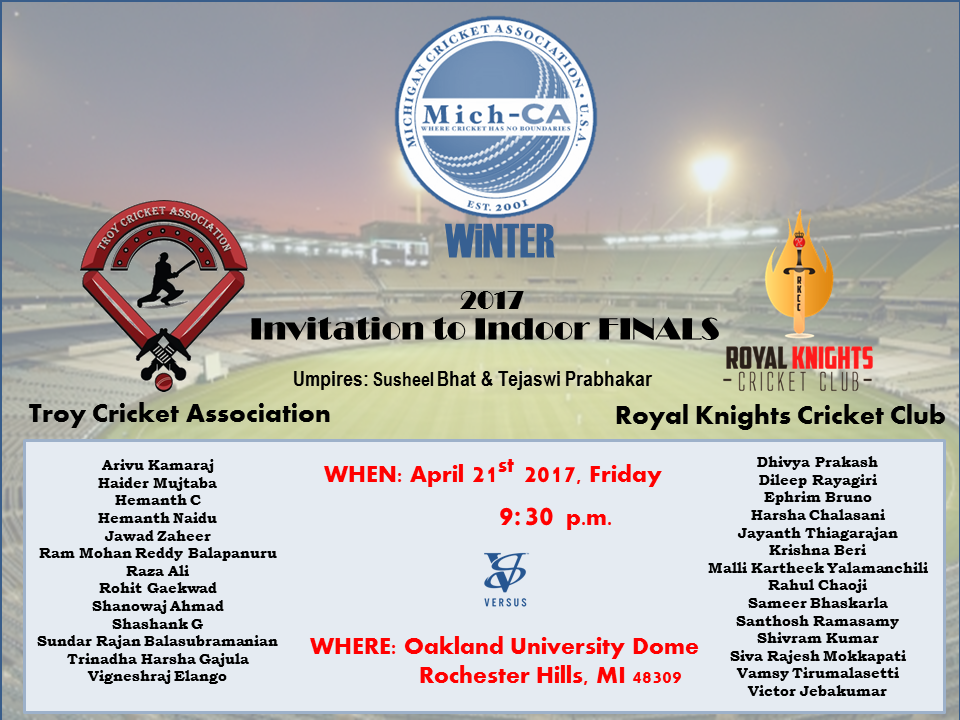 MICHIGAN CRICKET ASSOCIATION • U.S.A.
Mich-CA
WHERE CRICKET HAS NO BOUNDARIES
EST. 2001
WiNTER
TROY CRICKET ASSOCIATION
RKCC
ROYAL KNIGHTS
- CRICKET CLUB -
2017
Invitation to Indoor FINALS
Umpires: Susheel Bhat & Tejaswi Prabhakar
Troy Cricket Association
Royal Knights Cricket Club
Arivu Kamaraj
Haider Mujtaba
Hemanth C
Hemanth Naidu
Jawad Zaheer
Ram Mohan Reddy Balapanuru
Raza Ali
Rohit Gaekwad
Shanowaj Ahmad
Shashank G
Sundar Rajan Balasubramanian
Trinadha Harsha Gajula
Vigneshraj Elango
WHEN: April 21st 2017, Friday
9:30 p.m.
VS
VERSUS
WHERE: Oakland University Dome
Rochester Hills, MI 48309
Dhivya Prakash
Dileep Rayagiri
Ephrim Bruno
Harsha Chalasani
Jayanth Thiagarajan
Krishna Beri
Malli Kartheek Yalamanchili
Rahul Chaoji
Sameer Bhaskarla
Santhosh Ramasamy
Shivram Kumar
Siva Rajesh Mokkapati
Vamsy Tirumalasetti
Victor Jebakumar